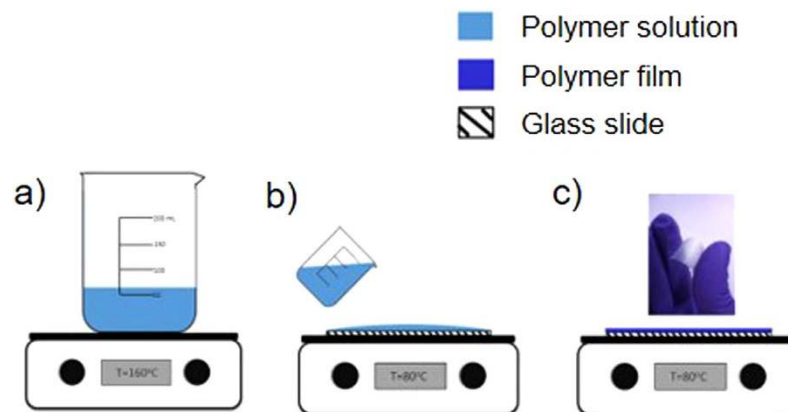 Polymer solution
Polymer film
Glass slide
a)
b)
c)
T=160°C
T=80°C
T=80°C